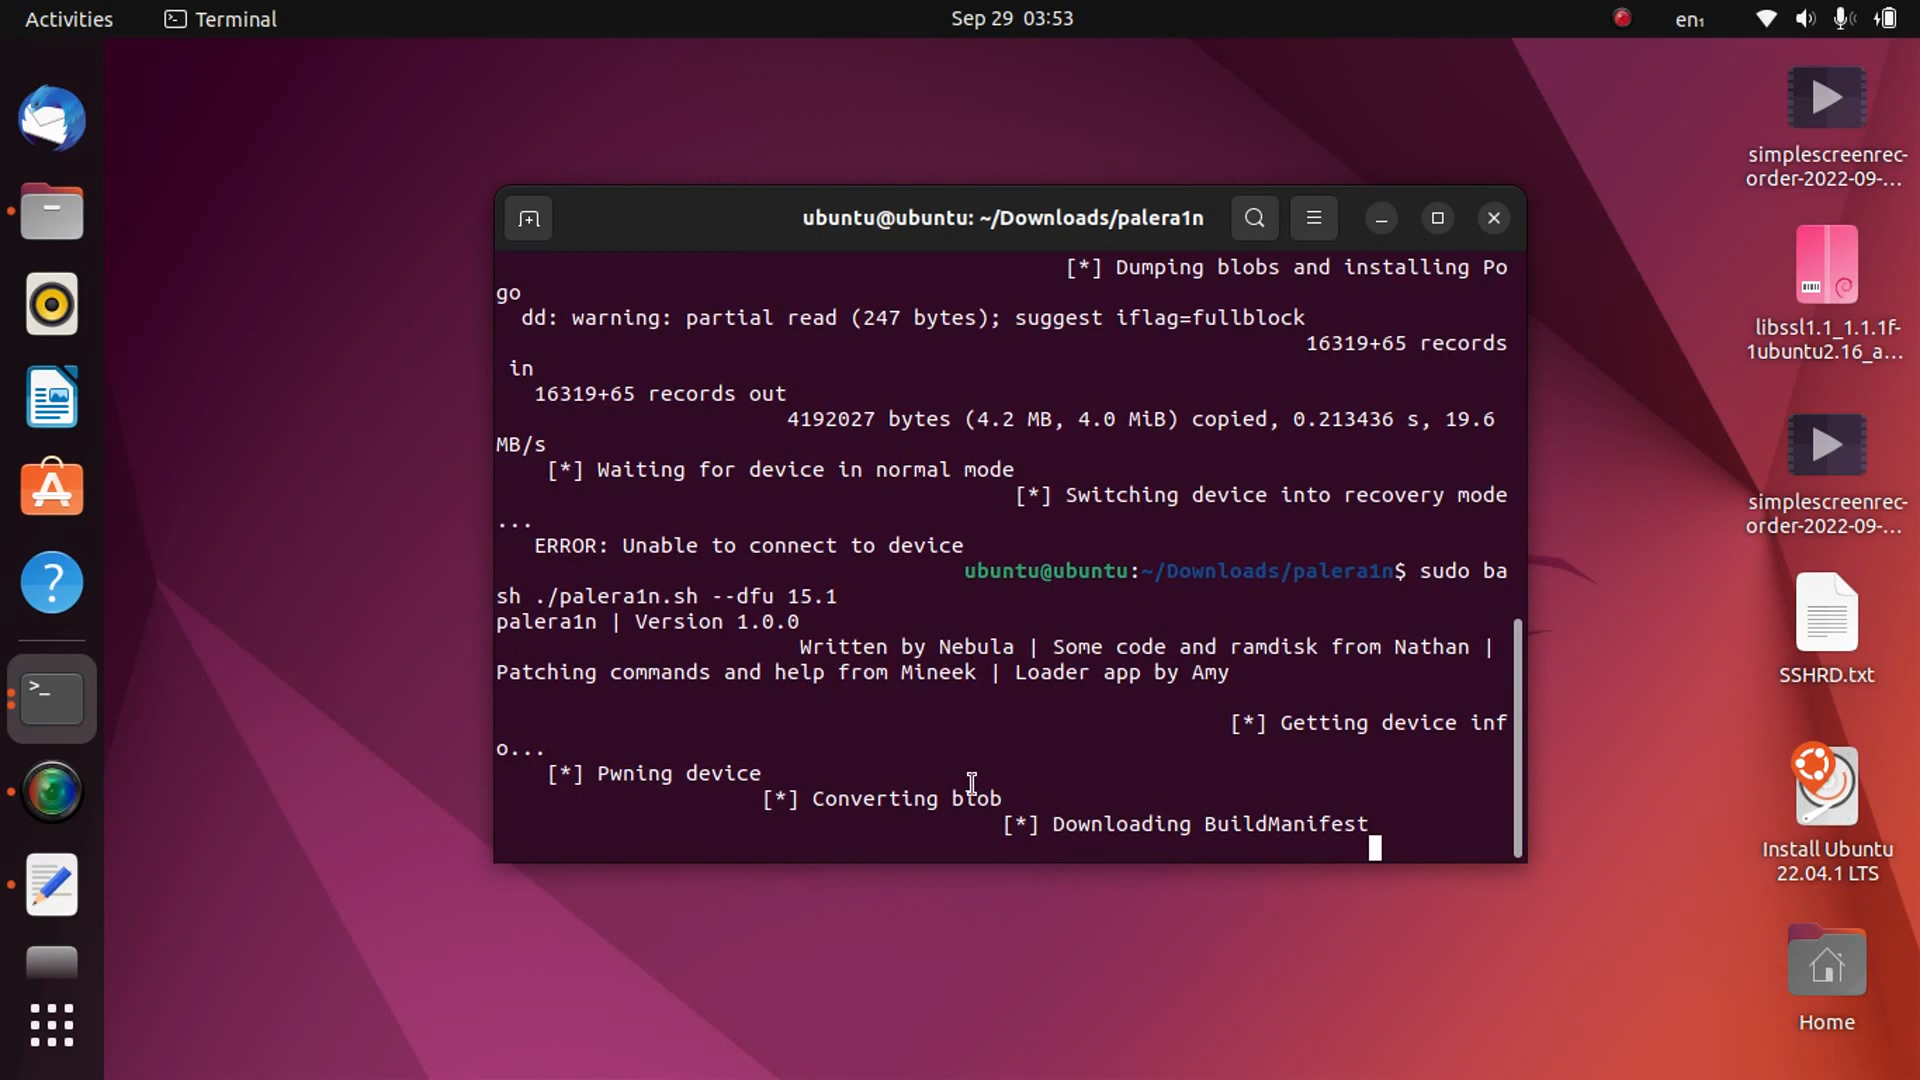 Activities
Terminal
Sep 29 03:53
en₁
ubuntu@ubuntu: ~/Downloads/palera1n
[*] Dumping blobs and installing Po
go
dd: warning: partial read (247 bytes); suggest iflag=fullblock
16319+65 records
in
16319+65 records out
4192027 bytes (4.2 MB, 4.0 MiB) copied, 0.213436 s, 19.6
MB/s
[*] Waiting for device in normal mode
[*] Switching device into recovery mode
...
ERROR: Unable to connect to device
ubuntu@ubuntu:~/Downloads/palera1n$ sudo ba
sh ./palera1n.sh --dfu 15.1
palera1n | Version 1.0.0
Written by Nebula | Some code and ramdisk from Nathan |
Patching commands and help from Mineek | Loader app by Amy
[*] Getting device inf
o...
[*] Pwning device
[*] Converting blob
[*] Downloading BuildManifest
simplescreenrec-
order-2022-09-...
libssl1.1_1.1.1f-
1ubuntu2.16_a...
simplescreenrec-
order-2022-09-...
SSHRD.txt
Install Ubuntu
22.04.1 LTS
Home